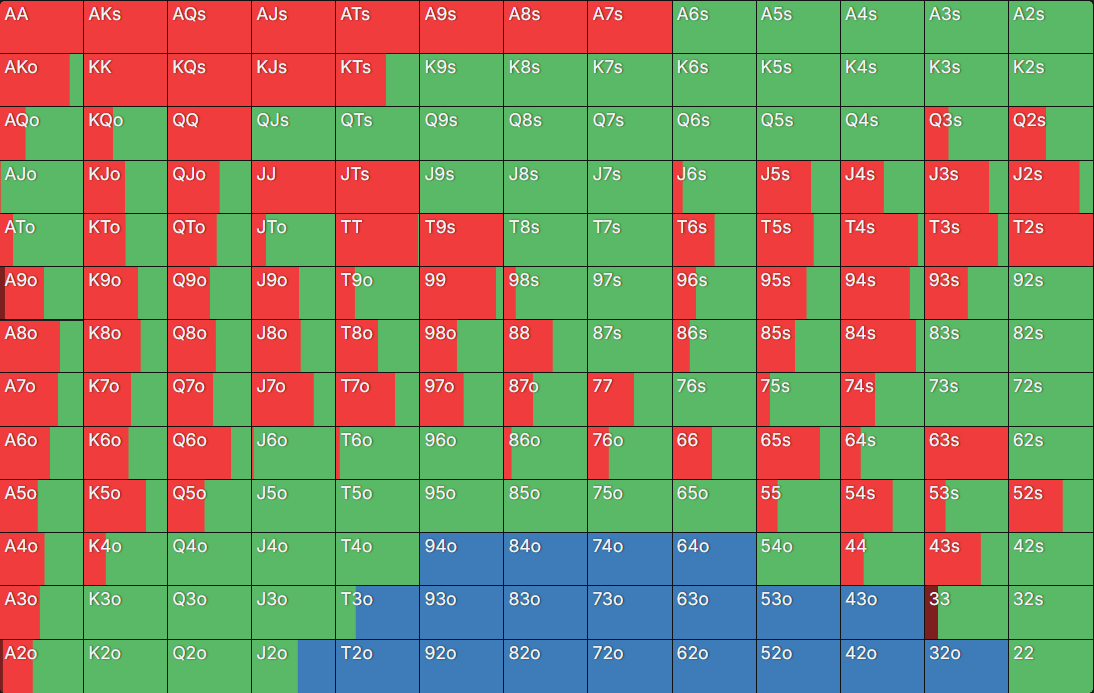 AA AKs AQs AJs ATs A9s A8s A7s A6s A5s A4s A3s A2s
AKo KK KQs KJs KTs K9s K8s K7s K6s K5s K4s K3s K2s
AQo KQo QQ QJs QTs Q9s Q8s Q7s Q6s Q5s Q4s Q3s Q2s
AJo KJo QJo JJ JTs J9s J8s J7s J6s J5s J4s J3s J2s
ATo KTo QTo JTo TT T9s T8s T7s T6s T5s T4s T3s T2s
A9o K9o Q9o J9o T9o 99 98s 97s 96s 95s 94s 93s 92s
A8o K8o Q8o J8o T8o 98o 88 87s 86s 85s 84s 83s 82s
A7o K7o Q7o J7o T7o 97o 87o 77 76s 75s 74s 73s 72s
A6o K6o Q6o J6o T6o 96o 86o 76o 66 65s 64s 63s 62s
A5o K5o Q5o J5o T5o 95o 85o 75o 65o 55 54s 53s 52s
A4o K4o Q4o J4o T4o 94o 84o 74o 64o 54o 44 43s 42s
A3o K3o Q3o J3o T3o 93o 83o 73o 63o 53o 43o 33 32s
A2o K2o Q2o J2o T2o 92o 82o 72o 62o 52o 42o 32o 22